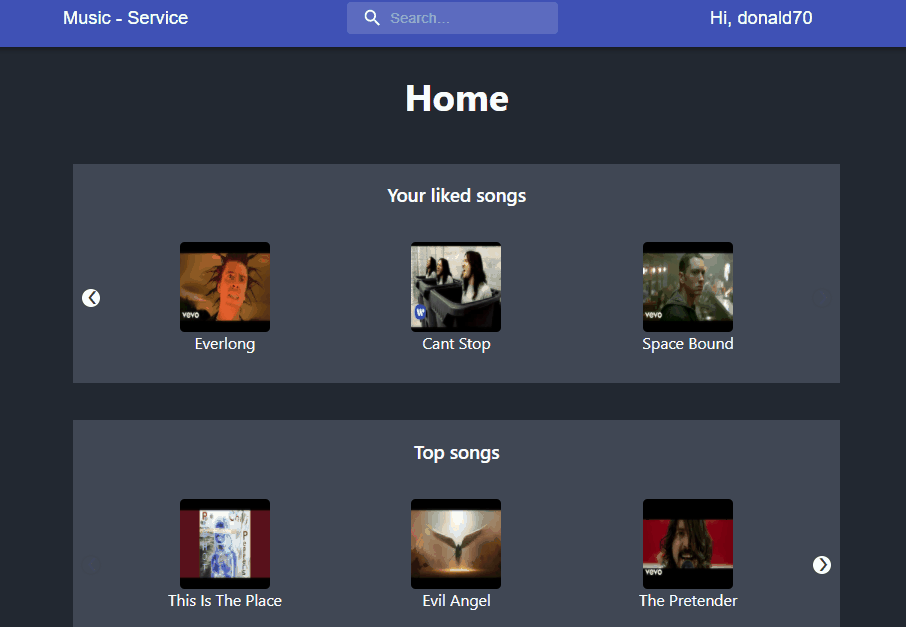 Music - Service
Search...
Hi, donald70
Home
Your liked songs
vevo
W
vevo
Everlong
Cant Stop
Space Bound
Top songs
vevo
This Is The Place
Evil Angel
The Pretender